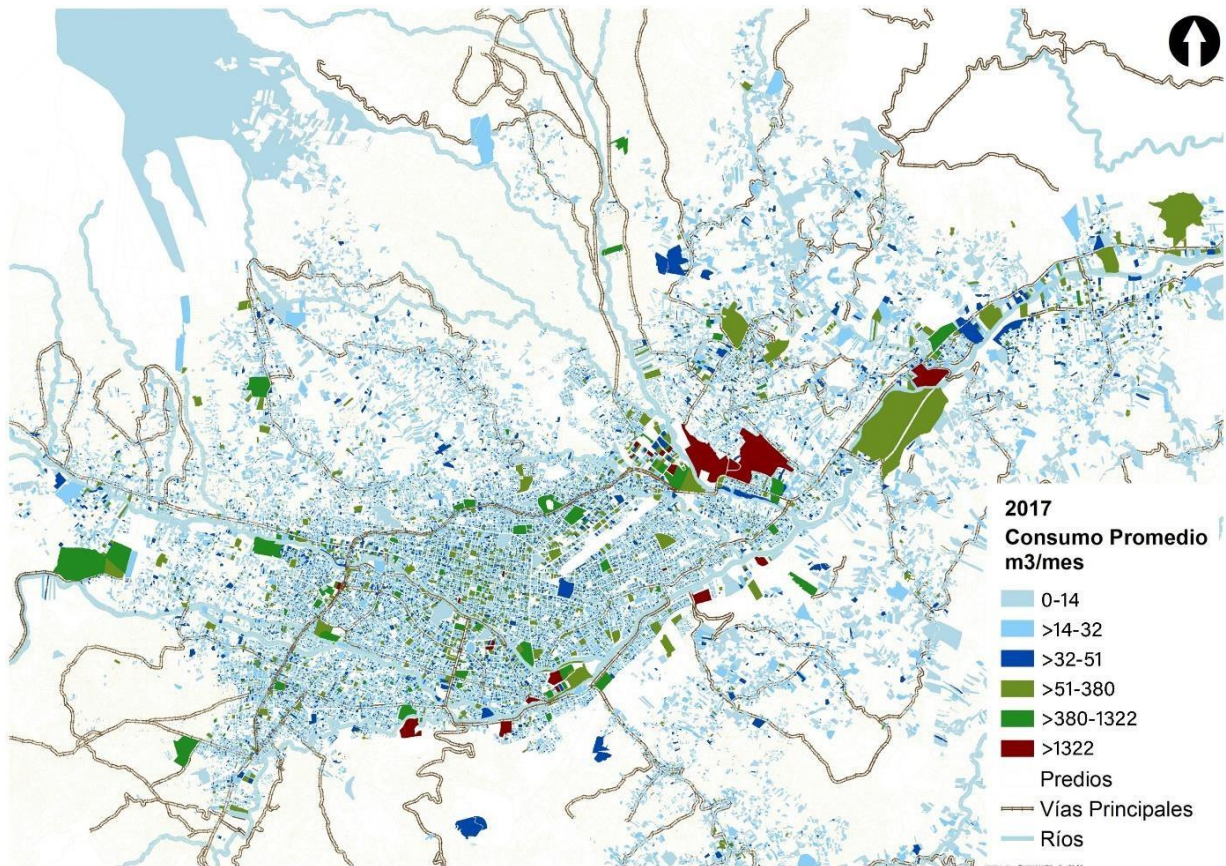 2017
Consumo Promedio
m3/mes
0-14
>14-32
>32-51
>51-380
>380-1322
>1322
Predios
Vías Principales
Ríos